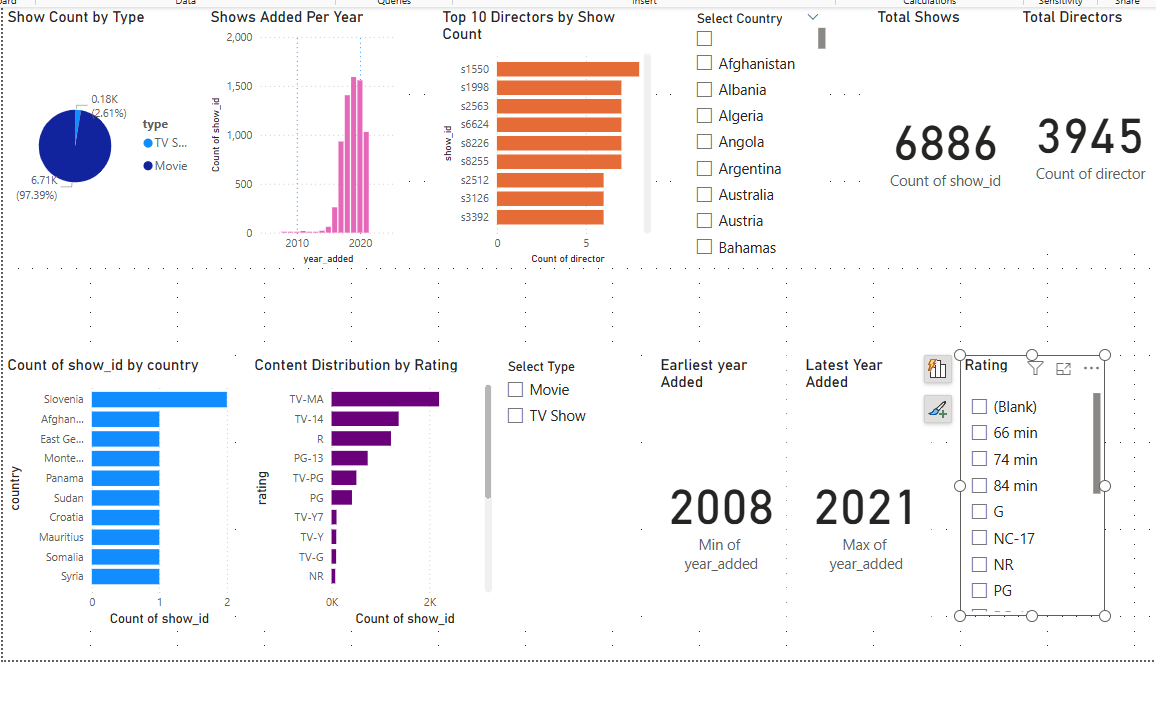 Data
Queries
Insert
Calculations
Sensitivity
Share
Show Count by Type
0.18K
(2.61%)
6.71K
(97.39%)
type
TV S...
Movie
Shows Added Per Year
Count of show_id
2,000
1,500
1,000
500
0
2010
2020
year_added
Top 10 Directors by Show
Count
show_id
s1550
s1998
s2563
s6624
s8226
s8255
s2512
s3126
s3392
0
5
Count of director
Select Country
Afghanistan
Albania
Algeria
Angola
Argentina
Australia
Austria
Bahamas
Total Shows
6886
Count of show_id
Total Directors
3945
Count of director
Count of show_id by country
country
Slovenia
Afghan...
East Ge...
Monte...
Panama
Sudan
Croatia
Mauritius
Somalia
Syria
0
1
2
Count of show_id
Content Distribution by Rating
rating
TV-MA
TV-14
R
PG-13
TV-PG
PG
TV-Y7
TV-Y
TV-G
NR
0K
2K
Count of show_id
Select Type
Movie
TV Show
Earliest year
Added
2008
Min of
year_added
Latest Year
Added
2021
Max of
year_added
Rating
(Blank)
66 min
74 min
84 min
G
NC-17
NR
PG